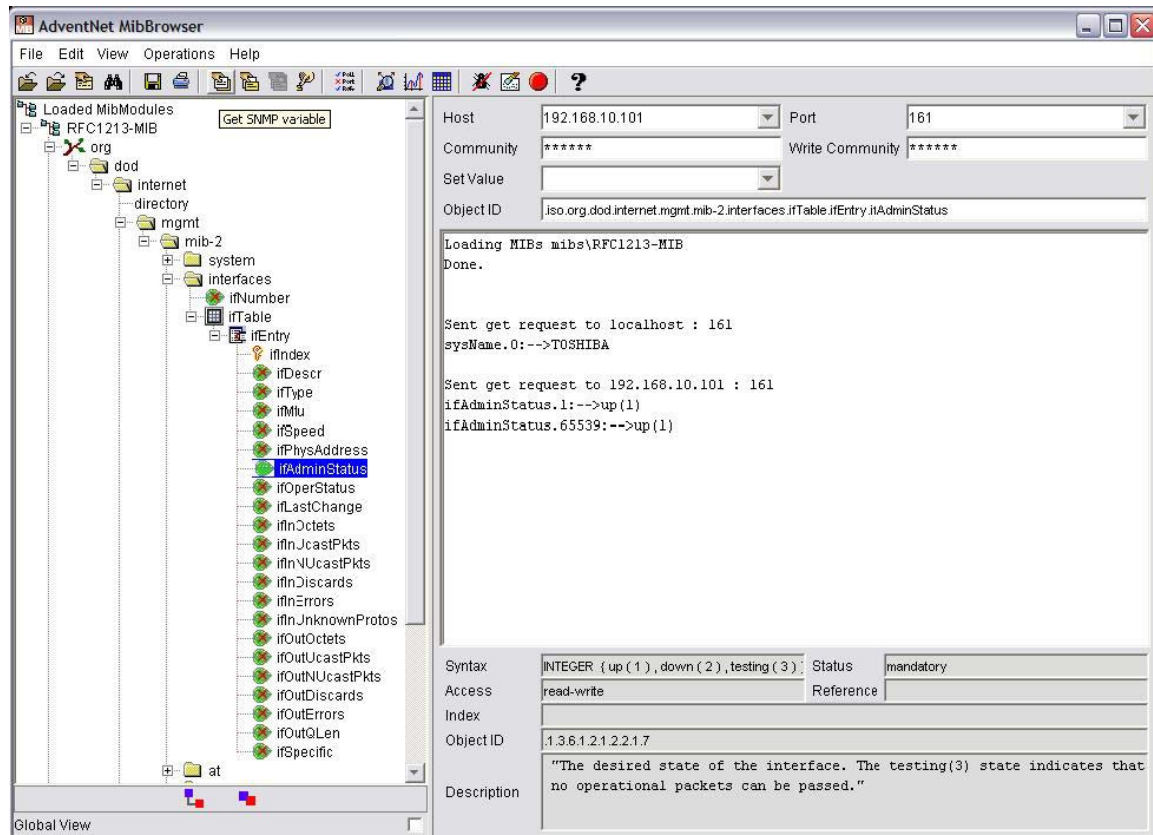 AdventNet MibBrowser
File Edit View Operations Help
Loaded MibModules
Get SNMP variable
RFC1213-MIB
org
dod
internet
directory
mgmt
mib-2
system
interfaces
ifNumber
ifTable
ifEntry
ifIndex
ifDescr
ifType
ifMtu
ifSpeed
ifPhysAddress
ifAdminStatus
ifOperStatus
ifLastChange
ifInOctets
ifInUcastPkts
ifInNUcastPkts
ifInDiscards
ifInErrors
ifInUnknownProtos
ifOutOctets
ifOutUcastPkts
ifOutNUcastPkts
ifOutDiscards
ifOutErrors
ifOutQLen
ifSpecific
at
Global View
Host 192.168.10.101 Port 161
Community ****** Write Community ******
Set Value
Object ID .iso.org.dod.internet.mgmt.mib-2.interfaces.ifTable.ifEntry.ifAdminStatus
Loading MIBs mibs\RFC1213-MIB
Done.
Sent get request to localhost : 161
sysName.0:-->TOSHIBA
Sent get request to 192.168.10.101 : 161
ifAdminStatus.1:-->up(1)
ifAdminStatus.65539:-->up(1)
Syntax INTEGER { up ( 1 ) , down ( 2 ) , testing ( 3 ) Status mandatory
Access read-write Reference
Index
Object ID .1.3.6.1.2.1.2.2.1.7
Description "The desired state of the interface. The testing(3) state indicates that
no operational packets can be passed."